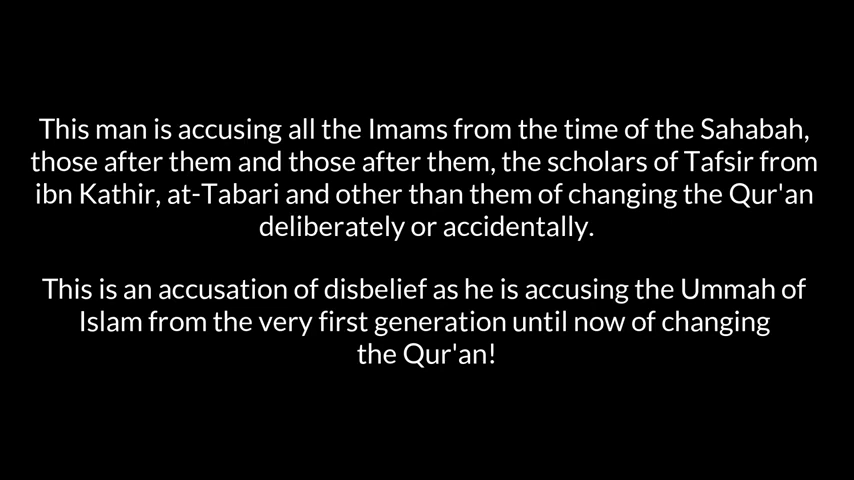 This man is accusing all the Imams from the time of the Sahabah,
those after them and those after them, the scholars of Tafsir from
ibn Kathir, at-Tabari and other than them of changing the Qur'an
deliberately or accidentally.
This is an accusation of disbelief as he is accusing the Ummah of
Islam from the very first generation until now of changing
the Qur'an!